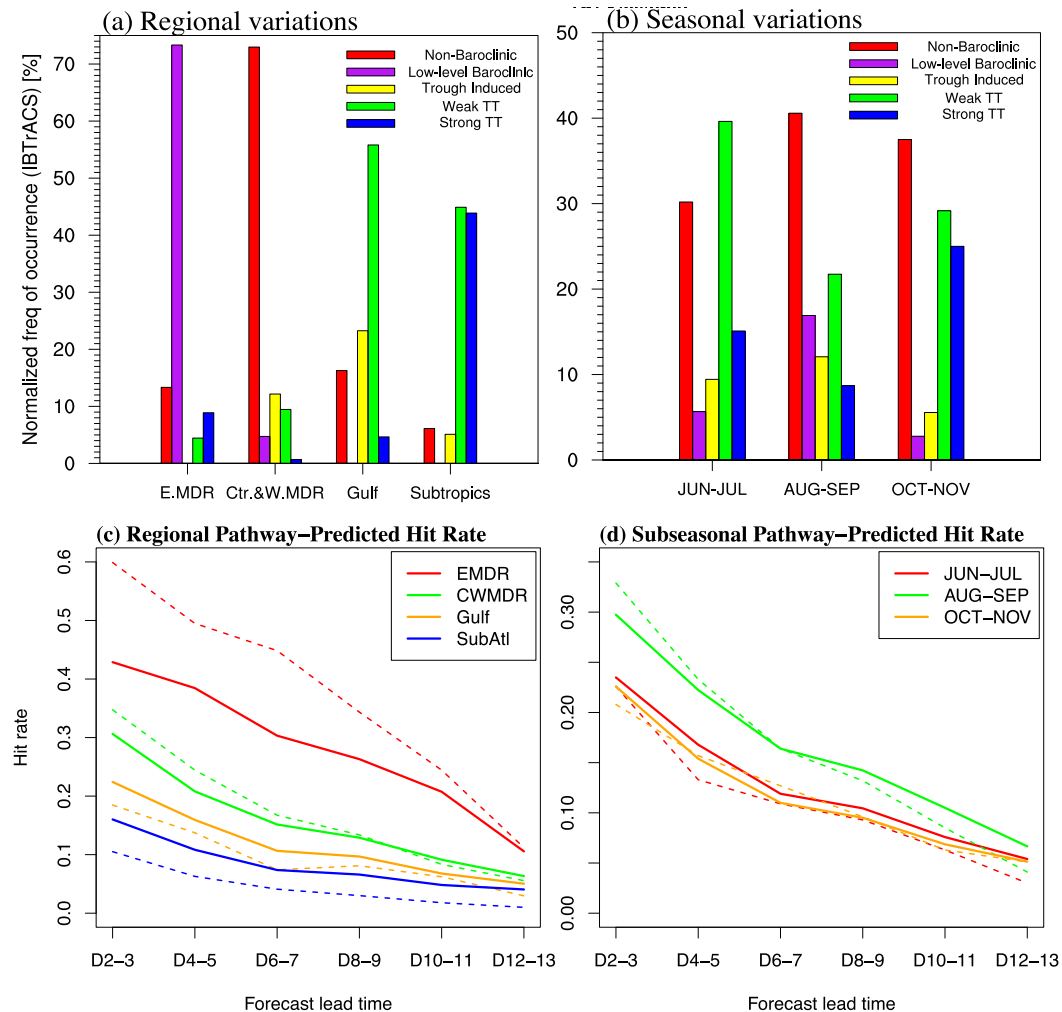 (a) Regional variations
Normalized freq of occurrence (IBTrACS) [%]
70
60
50
40
30
20
10
0
Non-Baroclinic
Low-level Baroclinic
Trough Induced
Weak TT
Strong TT
E.MDR
Ctr.&W.MDR
Gulf
Subtropics
(b) Seasonal variations
50
40
30
20
10
0
Non-Baroclinic
Low-level Baroclinic
Trough Induced
Weak TT
Strong TT
JUN-JUL
AUG-SEP
OCT-NOV
(c) Regional Pathway−Predicted Hit Rate
Hit rate
0.6
0.5
0.4
0.3
0.2
0.1
0.0
EMDR
CWMDR
Gulf
SubAtl
D2−3
D4−5
D6−7
D8−9
D10−11
D12−13
Forecast lead time
(d) Subseasonal Pathway−Predicted Hit Rate
0.30
0.20
0.10
0.00
JUN−JUL
AUG−SEP
OCT−NOV
D2−3
D4−5
D6−7
D8−9
D10−11
D12−13
Forecast lead time